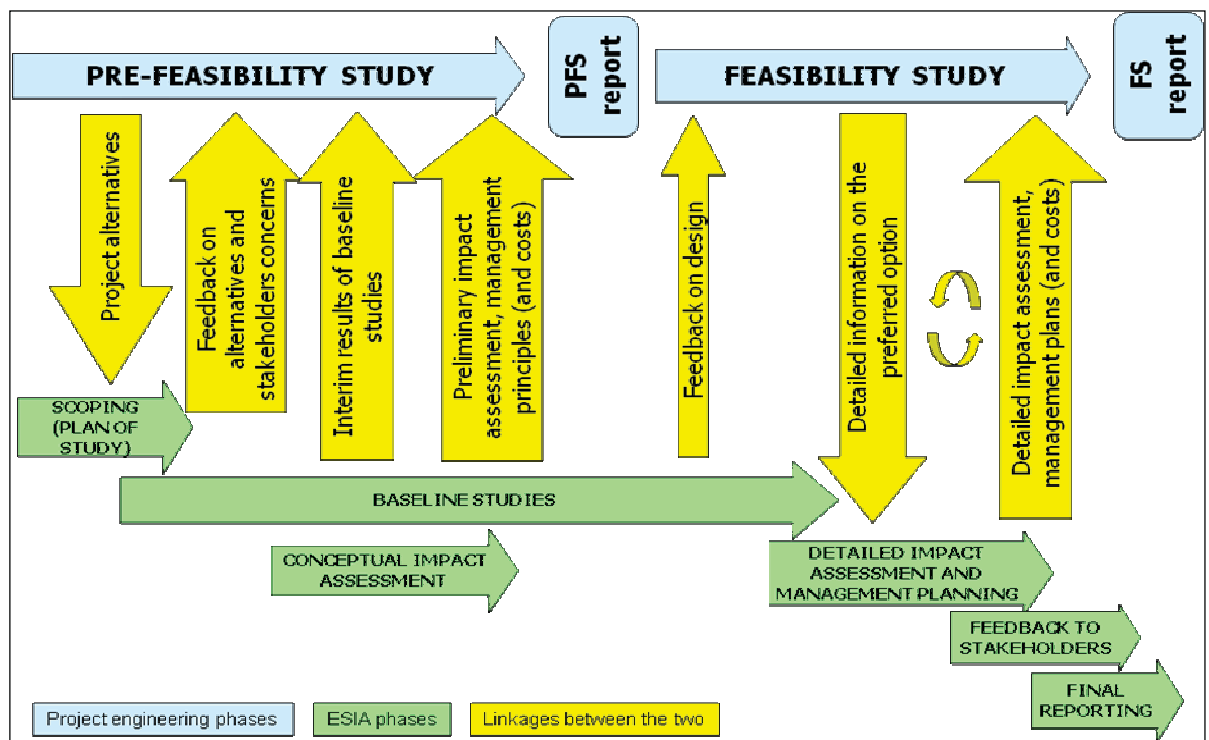 PRE-FEASIBILITY STUDY
PFS
report
FEASIBILITY STUDY
FS
report
Project alternatives
Feedback on
alternatives and
stakeholders concerns
Interim results of baseline
studies
Preliminary impact
assessment, management
principles (and costs)
Feedback on design
Detailed information on the
preferred option
Detailed impact assessment,
management plans (and costs)
SCOPING
(PLAN OF
STUDY)
BASELINE STUDIES
CONCEPTUAL IMPACT
ASSESSMENT
DETAILED IMPACT
ASSESSMENT AND
MANAGEMENT PLANNING
FEEDBACK TO
STAKEHOLDERS
FINAL
REPORTING
Project engineering phases
ESIA phases
Linkages between the two